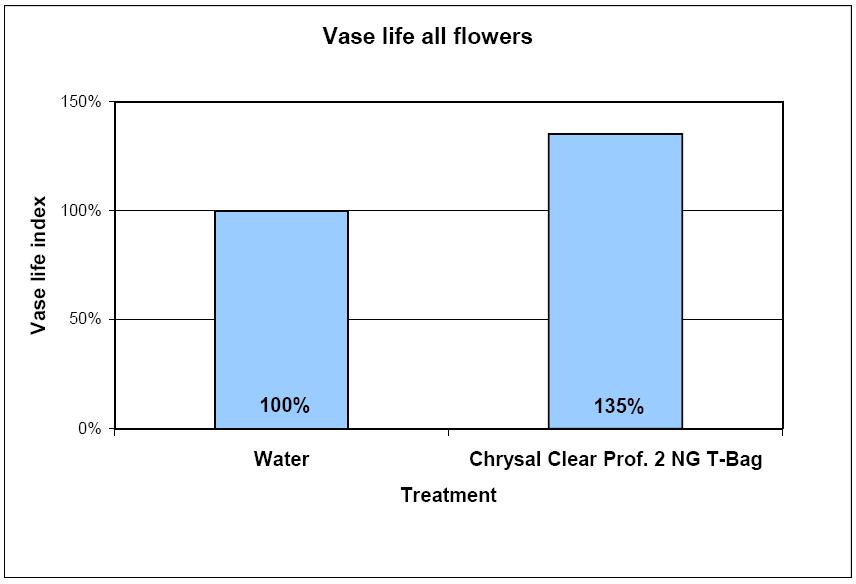 Vase life all flowers
150%
100%
50%
0%
Vase life index
100%
135%
Water
Chrysal Clear Prof. 2 NG T-Bag
Treatment